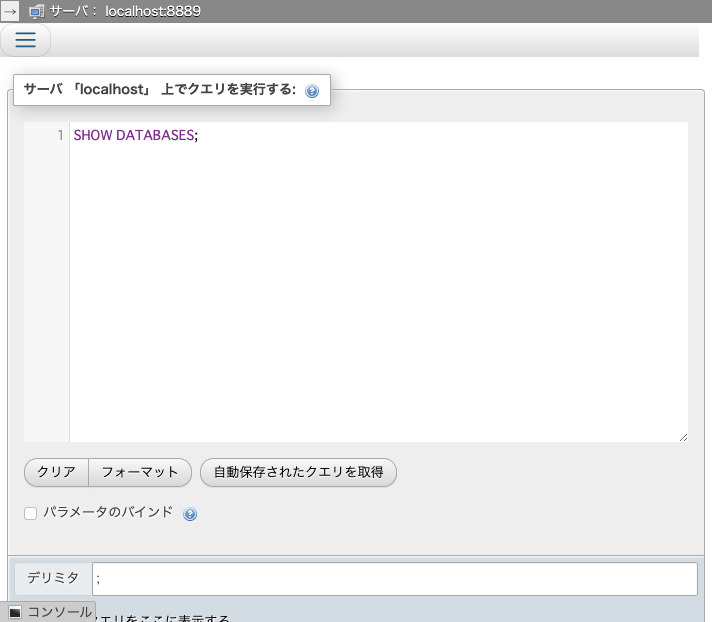 → サーバ： localhost:8889
サーバ 「localhost」 上でクエリを実行する:
1 SHOW DATABASES;
クリア フォーマット 自動保存されたクエリを取得
パラメータのバインド
デリミタ ;
コンソール エリをここに表示する